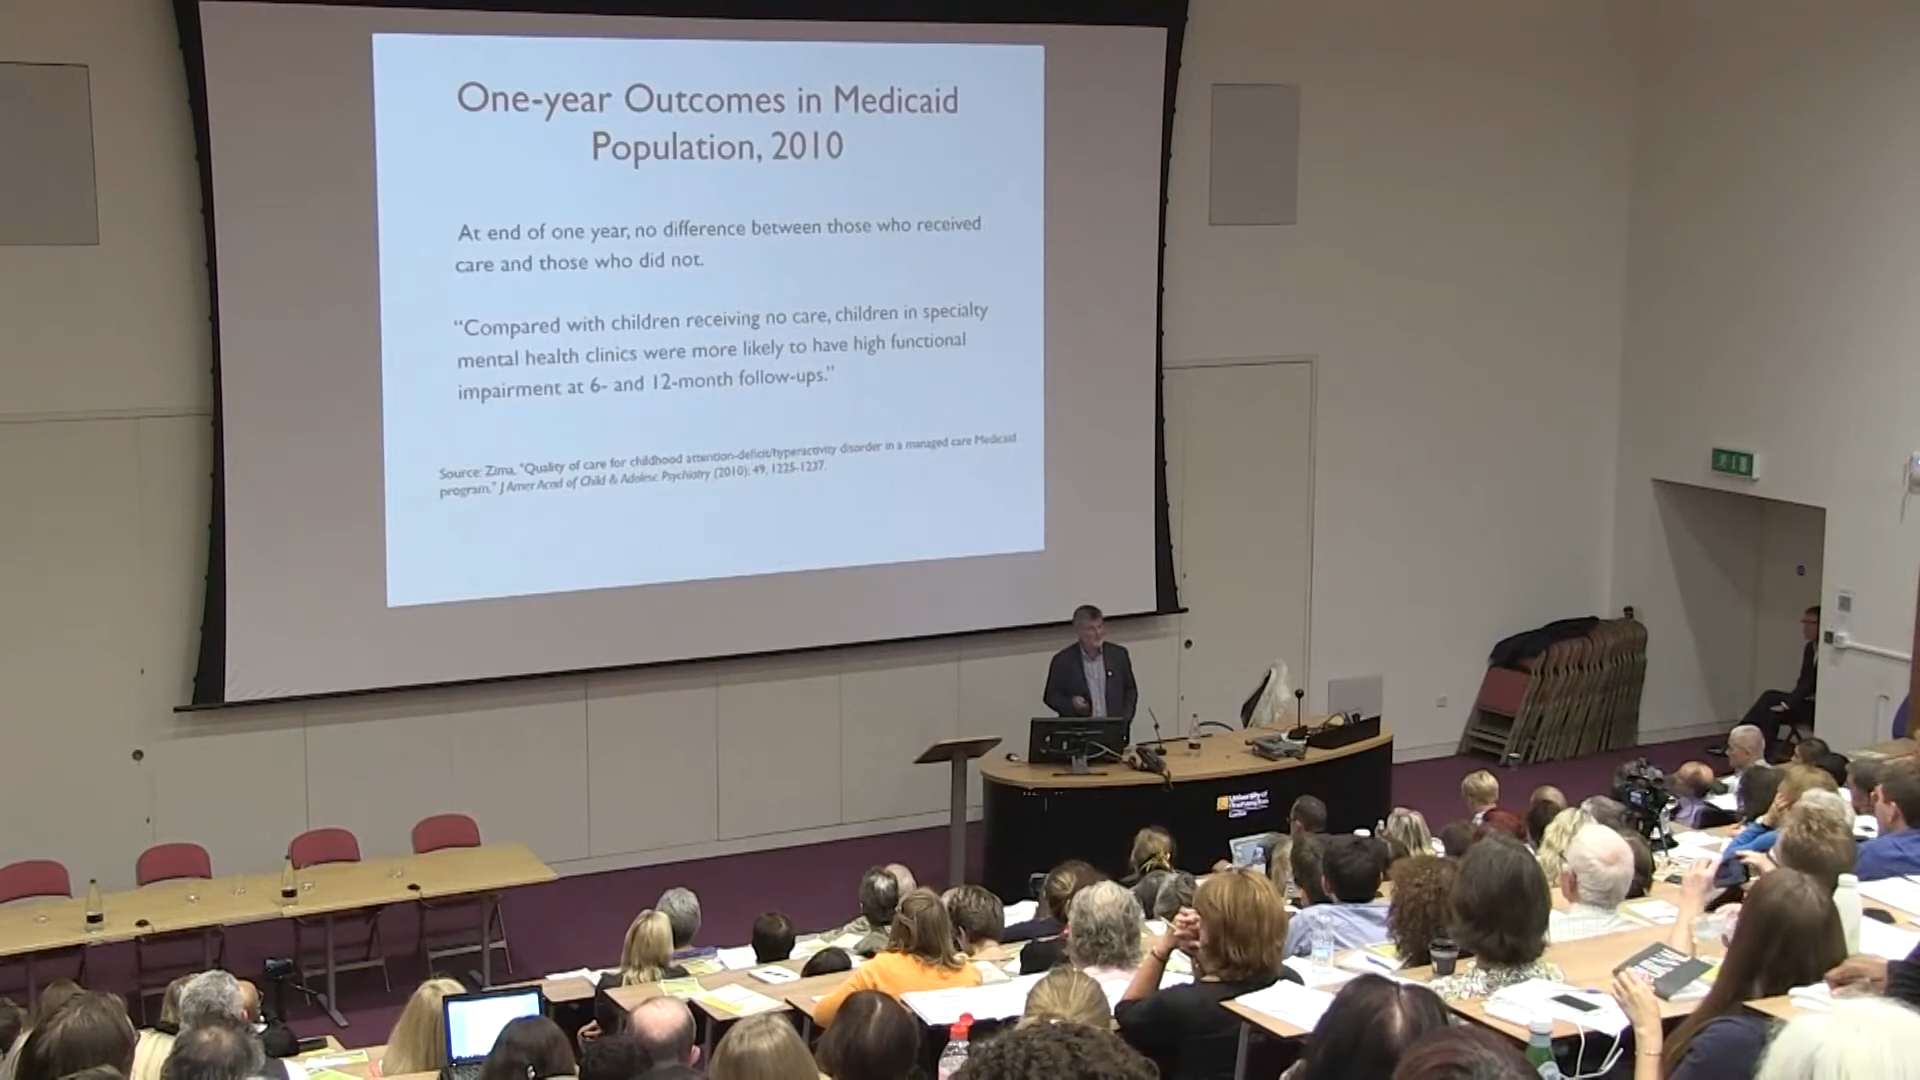 One-year Outcomes in Medicaid
Population, 2010
At end of one year, no difference between those who received
care and those who did not.
“Compared with children receiving no care, children in specialty
mental health clinics were more likely to have high functional
impairment at 6- and 12-month follow-ups.”
Source: Zima, “Quality of care for childhood attention-deficit/hyperactivity disorder in a managed care Medicaid
program.” J Amer Acad of Child & Adolesc Psychiatry (2010): 49, 1225-1237.
University of